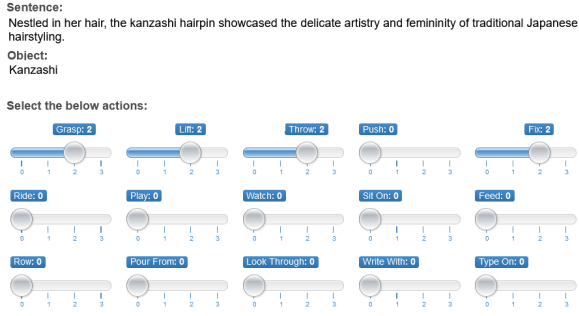 Sentence:
Nestled in her hair, the kanzashi hairpin showcased the delicate artistry and femininity of traditional Japanese
hairstyling.
Object:
Kanzashi
Select the below actions:
Grasp: 2 Lift: 2 Throw: 2 Push: 0 Fix: 2
0 1 2 3 0 1 2 3 0 1 2 3 0 1 2 3 0 1 2 3
Ride: 0 Play: 0 Watch: 0 Sit On: 0 Feed: 0
0 1 2 3 0 1 2 3 0 1 2 3 0 1 2 3 0 1 2 3
Row: 0 Pour From: 0 Look Through: 0 Write With: 0 Type On: 0
0 1 2 3 0 1 2 3 0 1 2 3 0 1 2 3 0 1 2 3